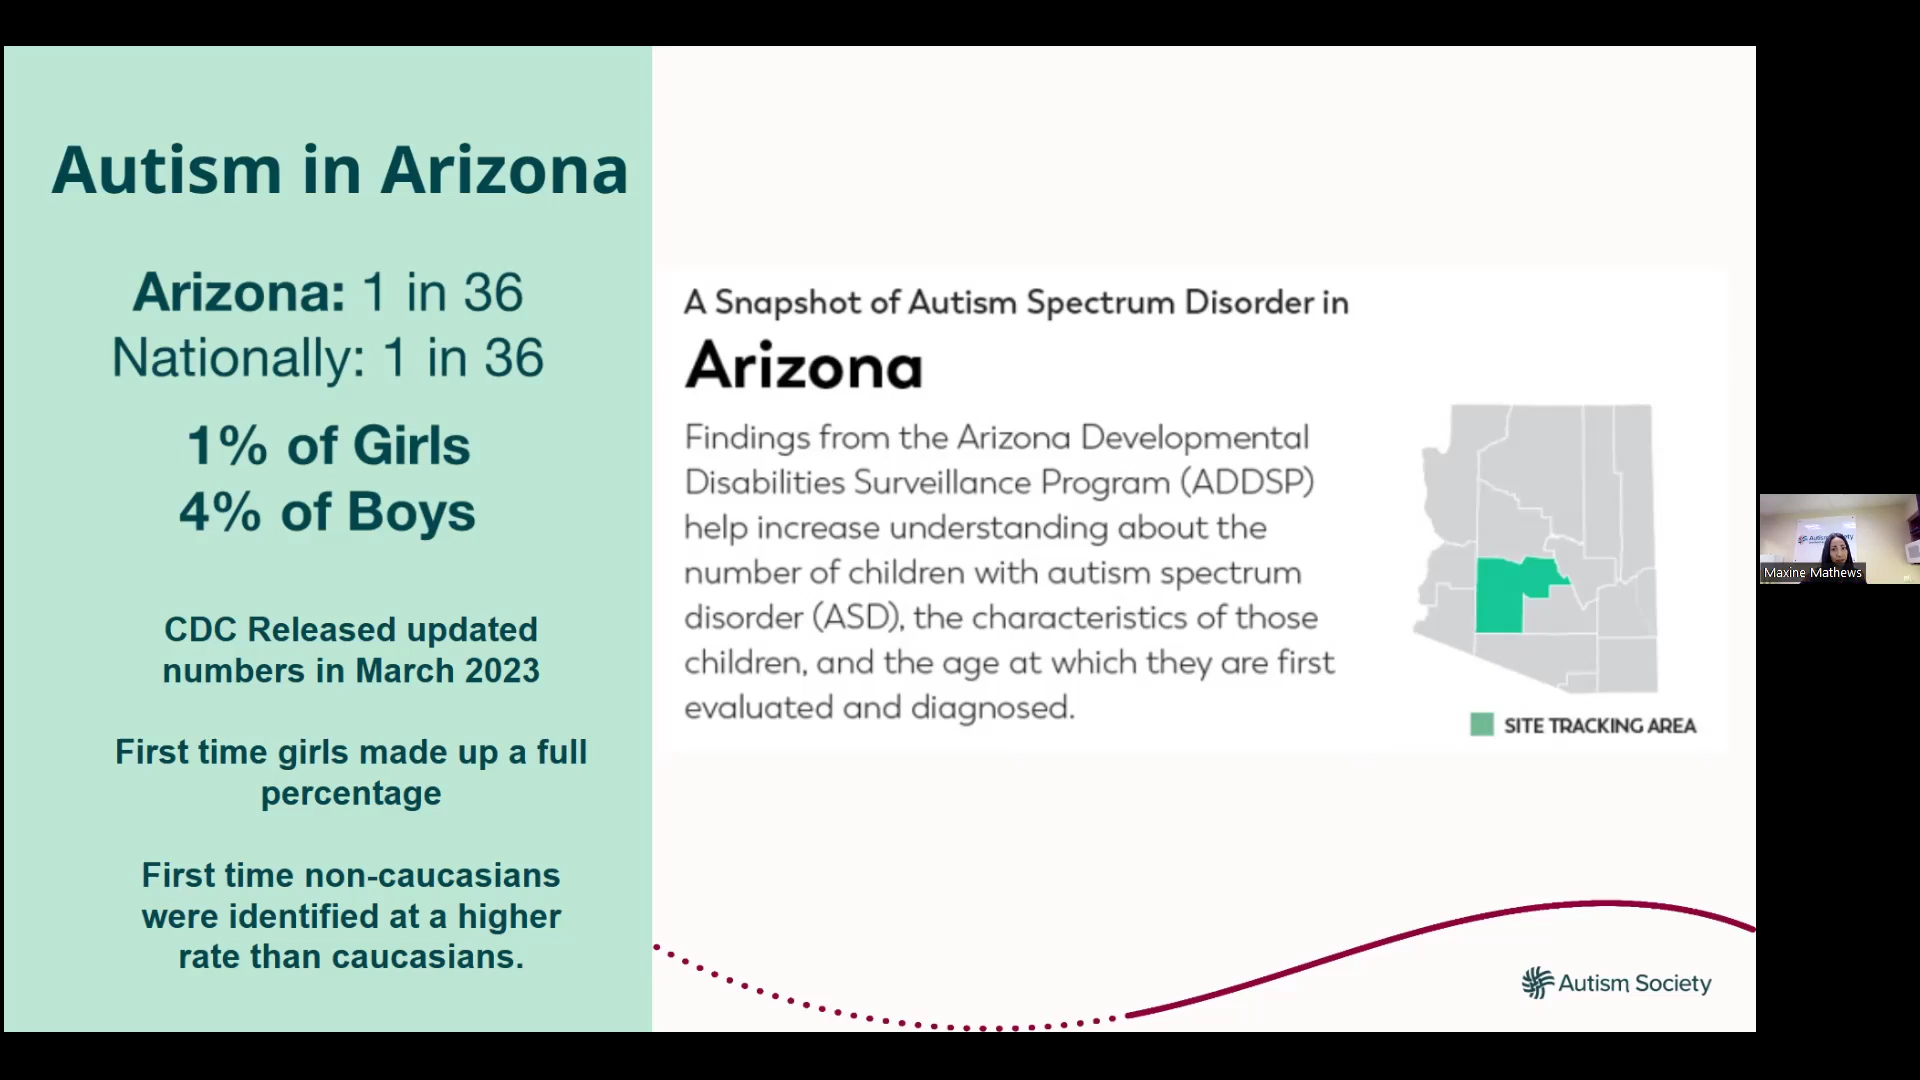 Autism in Arizona
Arizona: 1 in 36
Nationally: 1 in 36
1% of Girls
4% of Boys
CDC Released updated
numbers in March 2023
First time girls made up a full
percentage
First time non-caucasians
were identified at a higher
rate than caucasians.
A Snapshot of Autism Spectrum Disorder in
Arizona
Findings from the Arizona Developmental
Disabilities Surveillance Program (ADDSP)
help increase understanding about the
number of children with autism spectrum
disorder (ASD), the characteristics of those
children, and the age at which they are first
evaluated and diagnosed.
SITE TRACKING AREA
Autism Society
Maxine Mathews